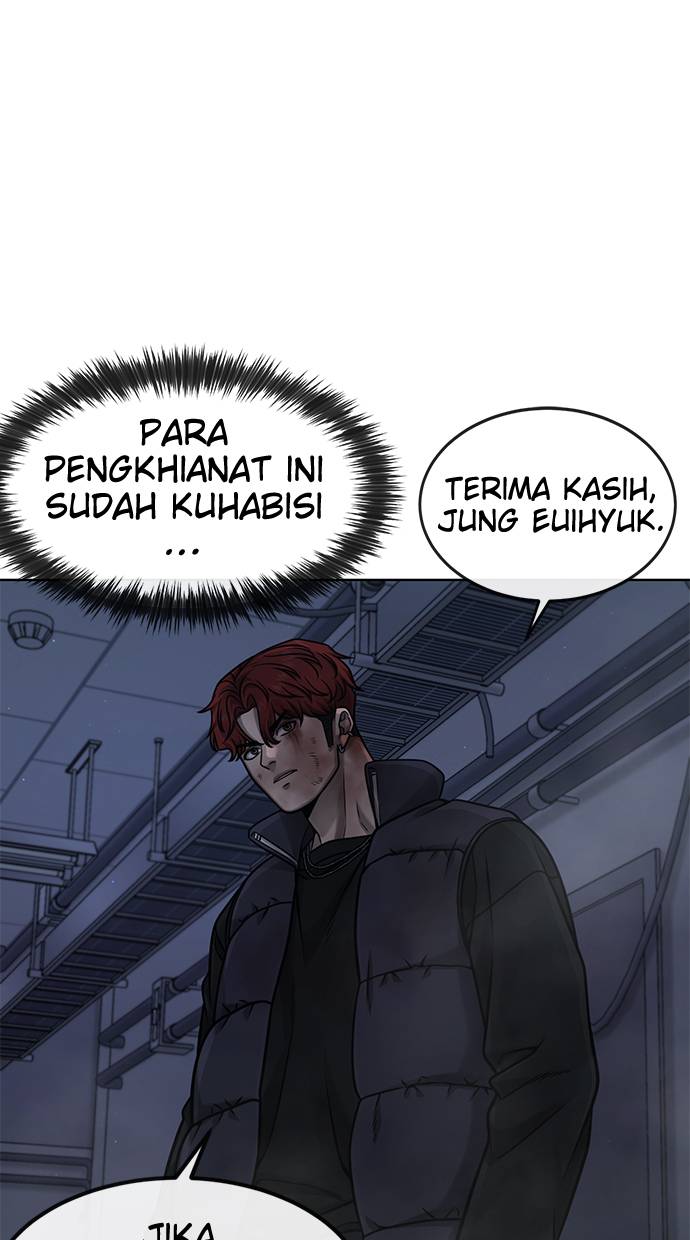 PARA
PENGKHIANAT INI
SUDAH KUHABISI
...
TERIMA KASIH,
JUNG EUIHYUK.
JIKA